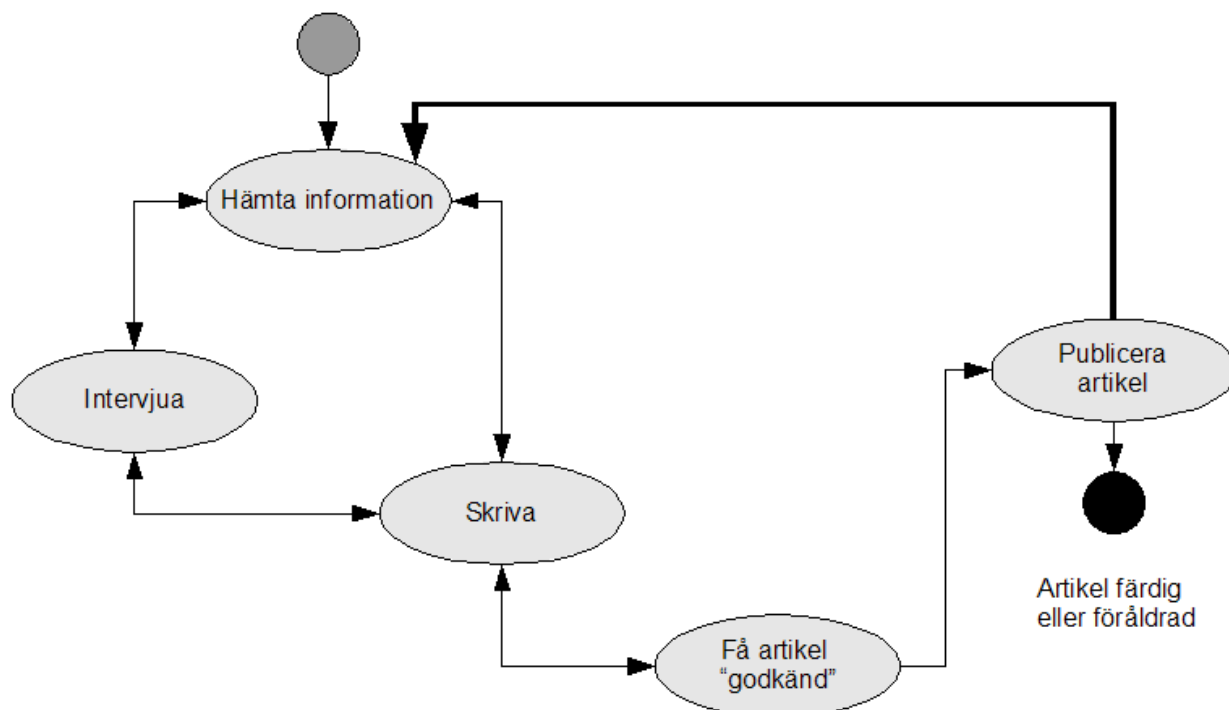 Hämta information
Intervjua
Publicera
artikel
Skriva
Artikel färdig
eller föråldrad
Få artikel
“godkänd”